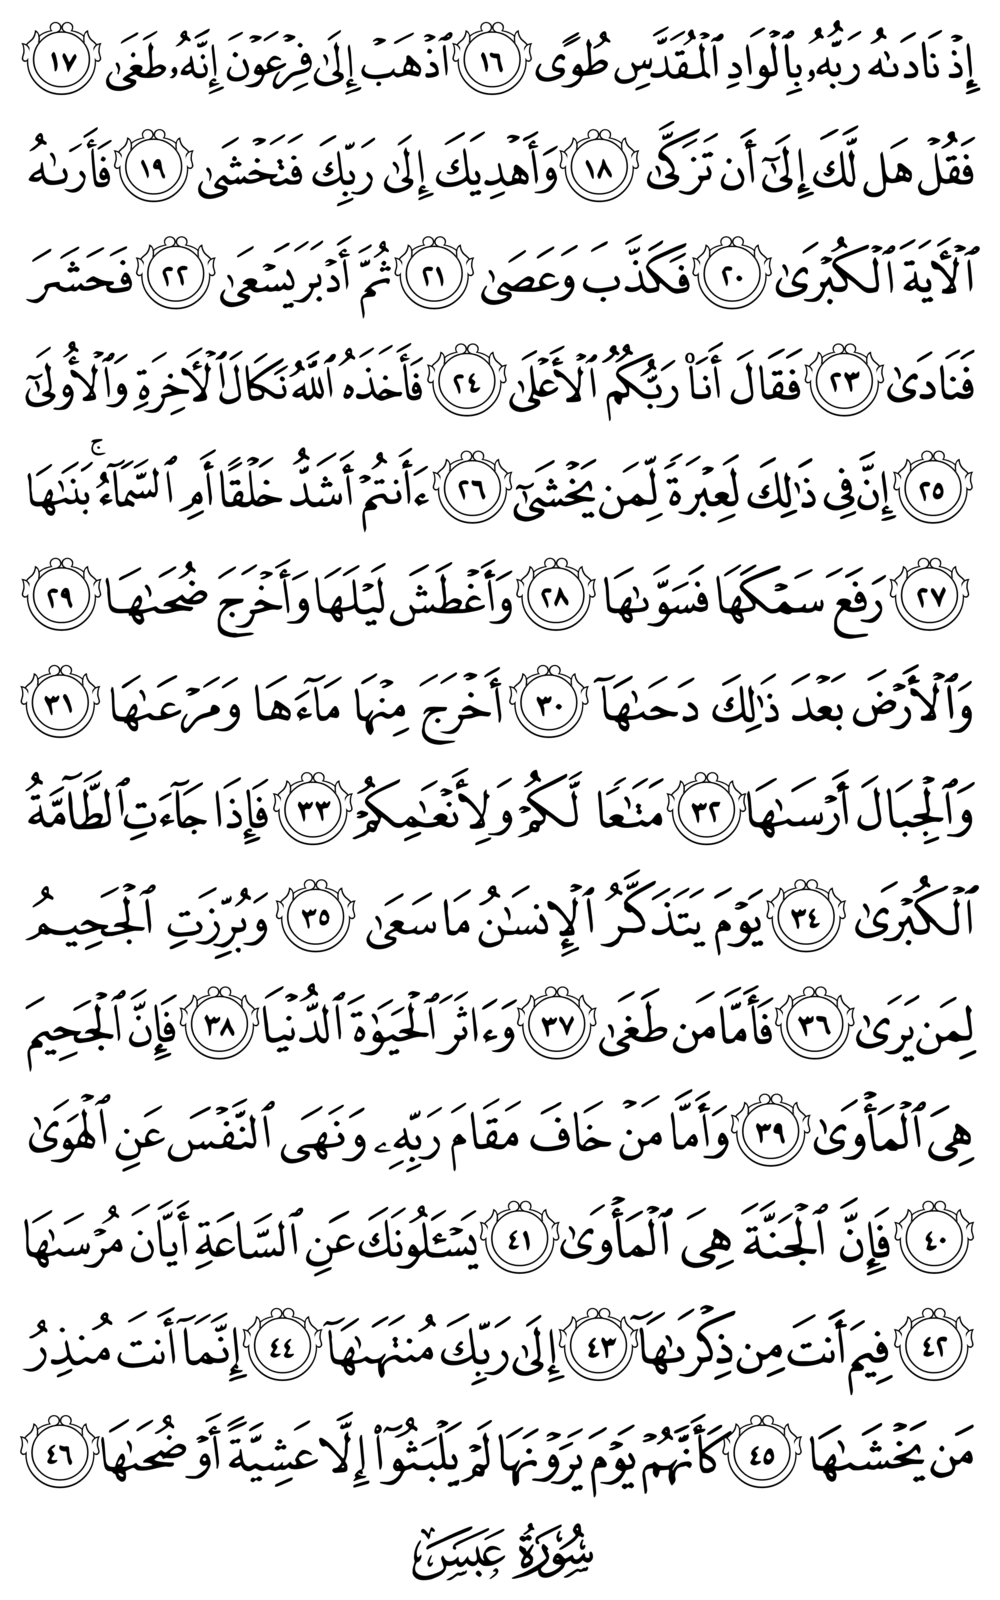 إِذْ نَادَىٰهُ رَبُّهُۥ بِٱلْوَادِ ٱلْمُقَدَّسِ طُوًى ١٦ ٱذْهَبْ إِلَىٰ فِرْعَوْنَ إِنَّهُۥ طَغَىٰ ١٧
فَقُلْ هَل لَّكَ إِلَىٰٓ أَن تَزَكَّىٰ ١٨ وَأَهْدِيَكَ إِلَىٰ رَبِّكَ فَتَخْشَىٰ ١٩ فَأَرَىٰهُ
ٱلْأٓيَةَ ٱلْكُبْرَىٰ ٢٠ فَكَذَّبَ وَعَصَىٰ ٢١ ثُمَّ أَدْبَرَ يَسْعَىٰ ٢٢ فَحَشَرَ
فَنَادَىٰ ٢٣ فَقَالَ أَنَا۠ رَبُّكُمُ ٱلْأَعْلَىٰ ٢٤ فَأَخَذَهُ ٱللَّهُ نَكَالَ ٱلْأٓخِرَةِ وَٱلْأُولَىٰٓ
٢٥ إِنَّ فِى ذَٰلِكَ لَعِبْرَةً لِّمَن يَخْشَىٰٓ ٢٦ ءَأَنتُمْ أَشَدُّ خَلْقًا أَمِ ٱلسَّمَآءُ ۚ بَنَىٰهَا
٢٧ رَفَعَ سَمْكَهَا فَسَوَّىٰهَا ٢٨ وَأَغْطَشَ لَيْلَهَا وَأَخْرَجَ ضُحَىٰهَا ٢٩
وَٱلْأَرْضَ بَعْدَ ذَٰلِكَ دَحَىٰهَآ ٣٠ أَخْرَجَ مِنْهَا مَآءَهَا وَمَرْعَىٰهَا ٣١
وَٱلْجِبَالَ أَرْسَىٰهَا ٣٢ مَتَٰعًا لَّكُمْ وَلِأَنْعَٰمِكُمْ ٣٣ فَإِذَا جَآءَتِ ٱلطَّآمَّةُ
ٱلْكُبْرَىٰ ٣٤ يَوْمَ يَتَذَكَّرُ ٱلْإِنسَٰنُ مَا سَعَىٰ ٣٥ وَبُرِّزَتِ ٱلْجَحِيمُ
لِمَن يَرَىٰ ٣٦ فَأَمَّا مَن طَغَىٰ ٣٧ وَءَاثَرَ ٱلْحَيَوٰةَ ٱلدُّنْيَا ٣٨ فَإِنَّ ٱلْجَحِيمَ
هِىَ ٱلْمَأْوَىٰ ٣٩ وَأَمَّا مَنْ خَافَ مَقَامَ رَبِّهِۦ وَنَهَى ٱلنَّفْسَ عَنِ ٱلْهَوَىٰ
٤٠ فَإِنَّ ٱلْجَنَّةَ هِىَ ٱلْمَأْوَىٰ ٤١ يَسْـَٔلُونَكَ عَنِ ٱلسَّاعَةِ أَيَّانَ مُرْسَىٰهَا
٤٢ فِيمَ أَنتَ مِن ذِكْرَىٰهَآ ٤٣ إِلَىٰ رَبِّكَ مُنتَهَىٰهَآ ٤٤ إِنَّمَآ أَنتَ مُنذِرُ
مَن يَخْشَىٰهَا ٤٥ كَأَنَّهُمْ يَوْمَ يَرَوْنَهَا لَمْ يَلْبَثُوٓا۟ إِلَّا عَشِيَّةً أَوْ ضُحَىٰهَا ٤٦
سُورَةُ عَبَسَ